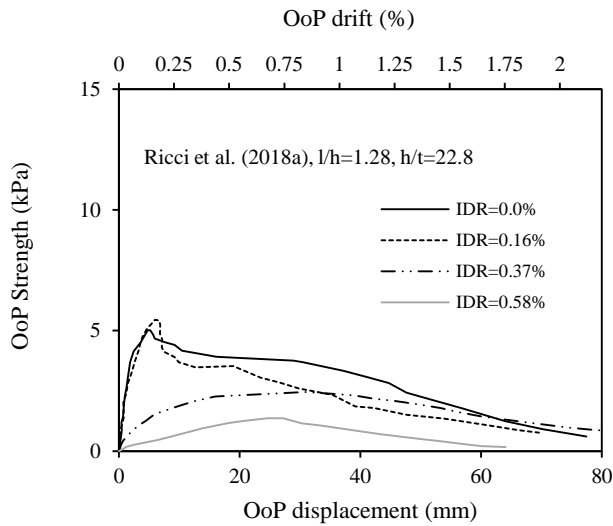 OoP drift (%)
0 0.25 0.5 0.75 1 1.25 1.5 1.75 2
15
Ricci et al. (2018a), l/h=1.28, h/t=22.8
IDR=0.0%
10
IDR=0.16%
IDR=0.37%
IDR=0.58%
OoP Strength (kPa)
5
0
0 20 40 60 80
OoP displacement (mm)